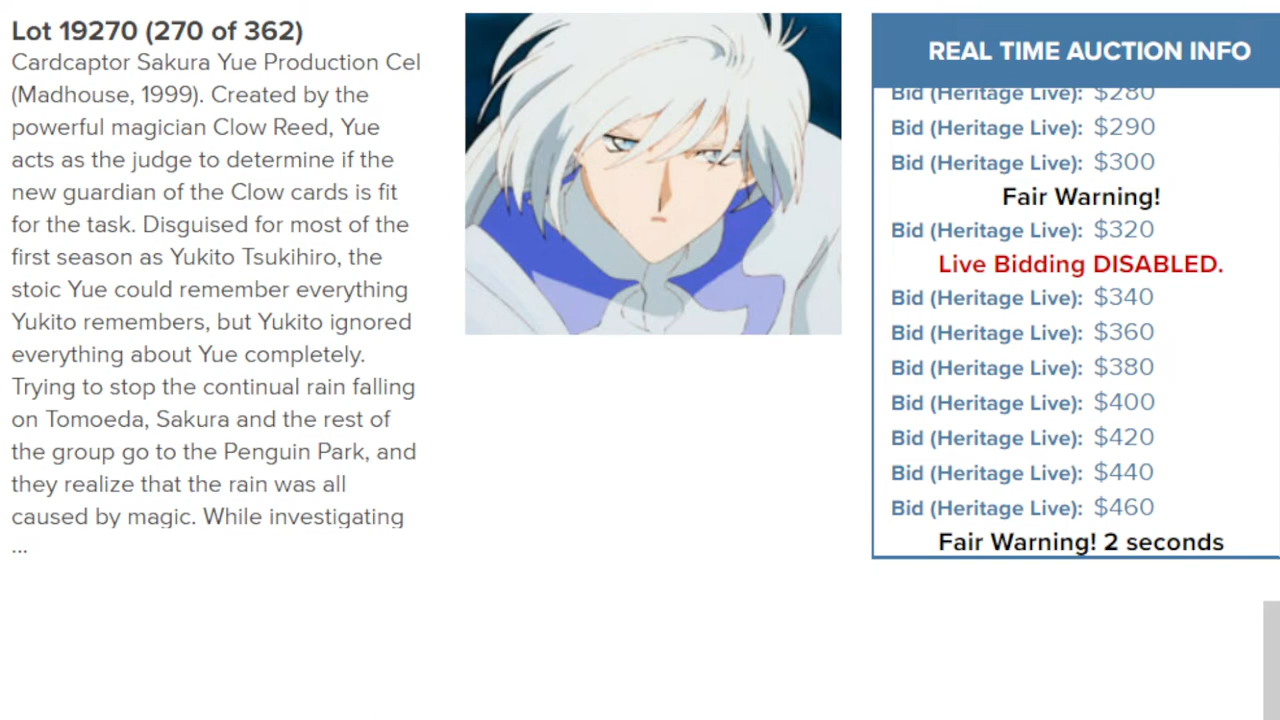 Lot 19270 (270 of 362)
Cardcaptor Sakura Yue Production Cel
(Madhouse, 1999). Created by the
powerful magician Clow Reed, Yue
acts as the judge to determine if the
new guardian of the Clow cards is fit
for the task. Disguised for most of the
first season as Yukito Tsukihiro, the
stoic Yue could remember everything
Yukito remembers, but Yukito ignored
everything about Yue completely.
Trying to stop the continual rain falling
on Tomoeda, Sakura and the rest of
the group go to the Penguin Park, and
they realize that the rain was all
caused by magic. While investigating
...
REAL TIME AUCTION INFO
Bid (Heritage Live): $280
Bid (Heritage Live): $290
Bid (Heritage Live): $300
Fair Warning!
Bid (Heritage Live): $320
Live Bidding DISABLED.
Bid (Heritage Live): $340
Bid (Heritage Live): $360
Bid (Heritage Live): $380
Bid (Heritage Live): $400
Bid (Heritage Live): $420
Bid (Heritage Live): $440
Bid (Heritage Live): $460
Fair Warning! 2 seconds